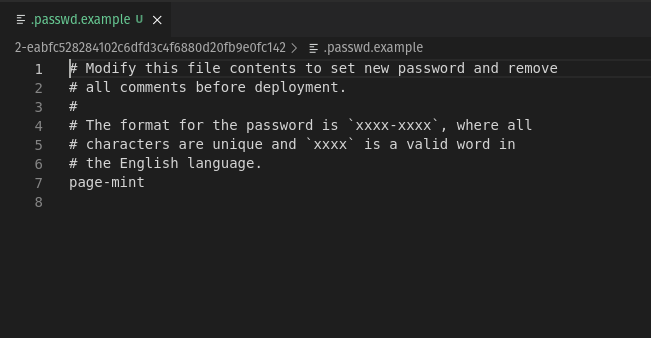 .passwd.example U
2-eabfc528284102c6dfd3c4f6880d20fb9e0fc142 > .passwd.example
1 # Modify this file contents to set new password and remove
2 # all comments before deployment.
3 #
4 # The format for the password is `xxxx-xxxx`, where all
5 # characters are unique and `xxxx` is a valid word in
6 # the English language.
7 page-mint
8